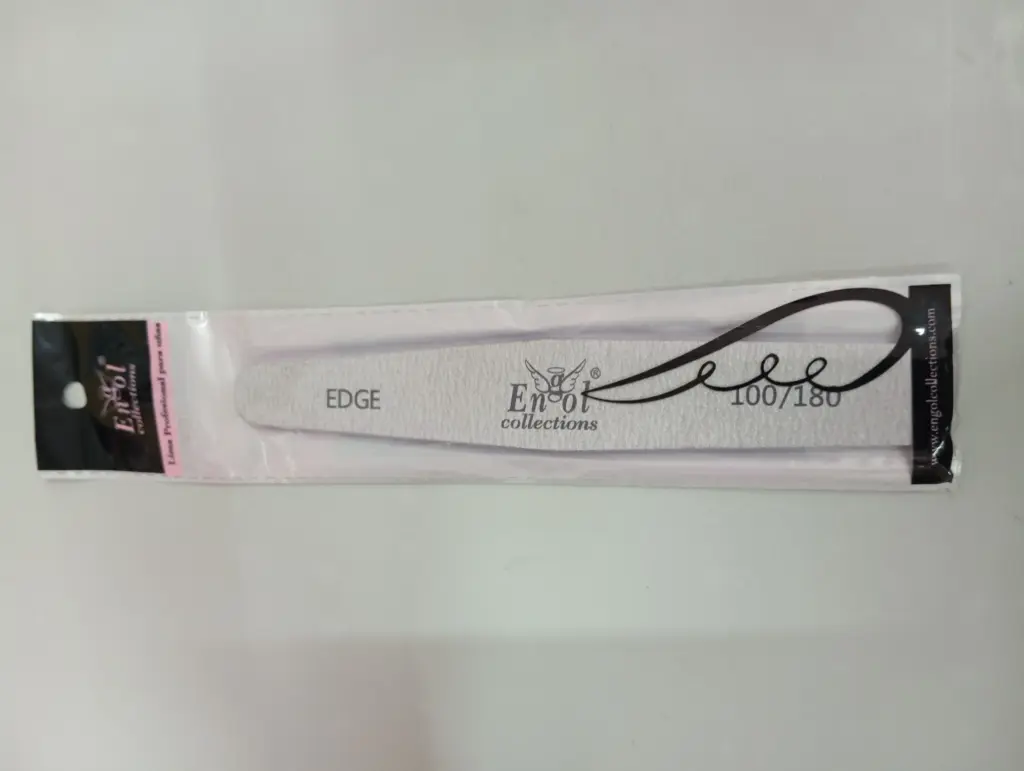 Engol®
collections
Lima Profesional para uñas
EDGE
Engol®
collections
100/180
www.engolcollections.com